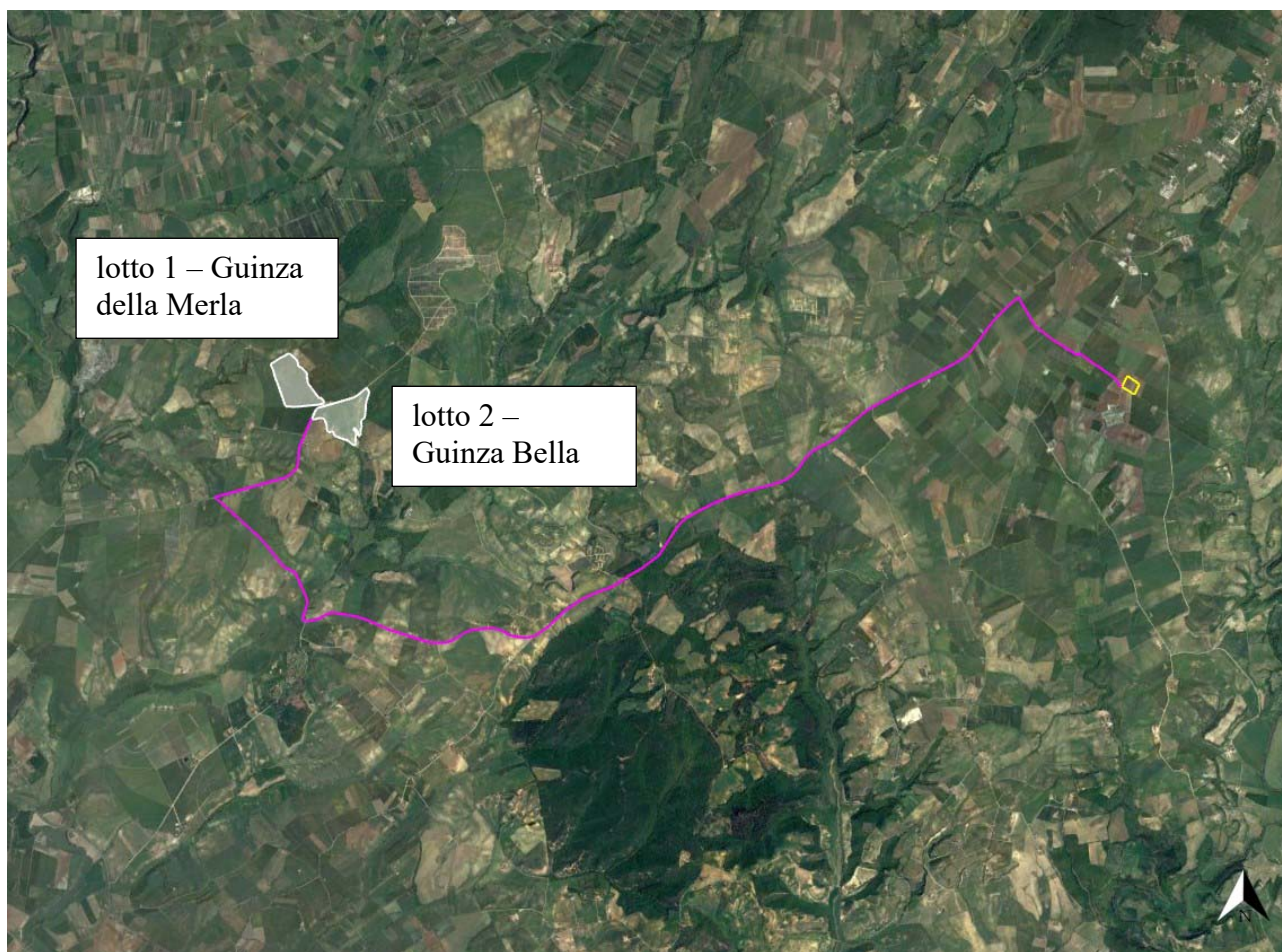 lotto 1 – Guinza
della Merla
lotto 2 –
Guinza Bella
N